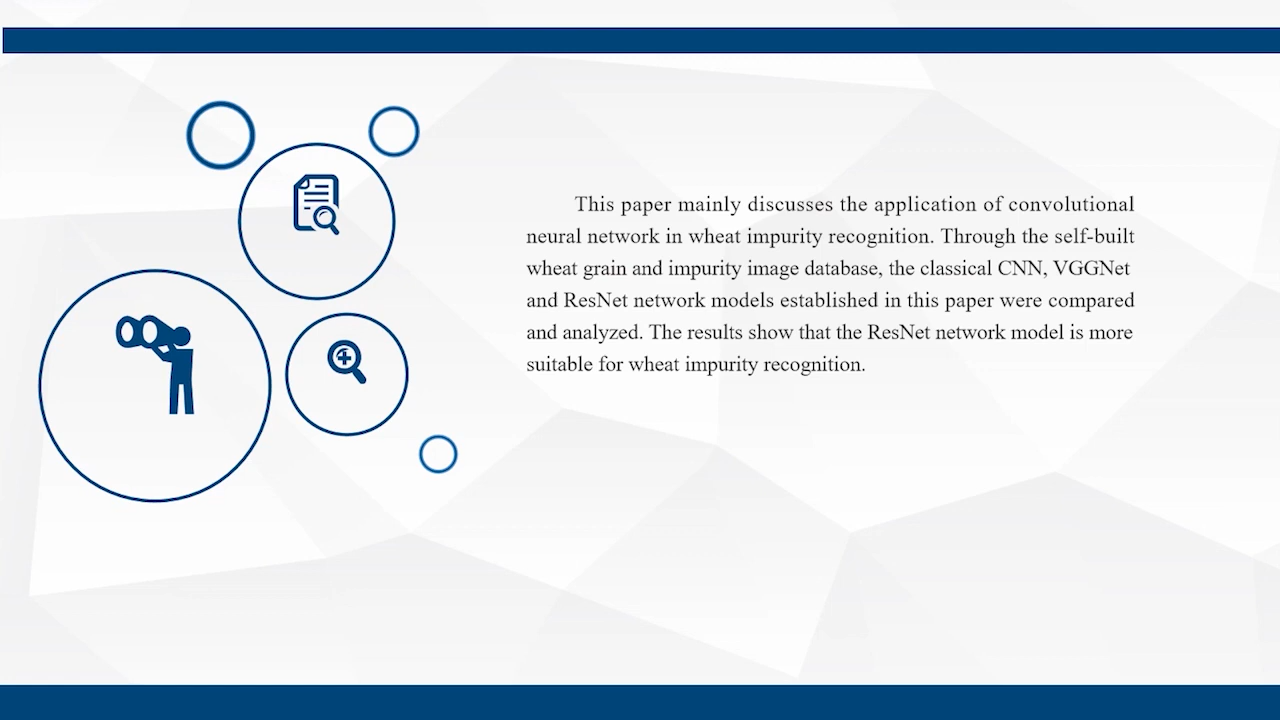 This paper mainly discusses the application of convolutional
neural network in wheat impurity recognition. Through the self-built
wheat grain and impurity image database, the classical CNN, VGGNet
and ResNet network models established in this paper were compared
and analyzed. The results show that the ResNet network model is more
suitable for wheat impurity recognition.